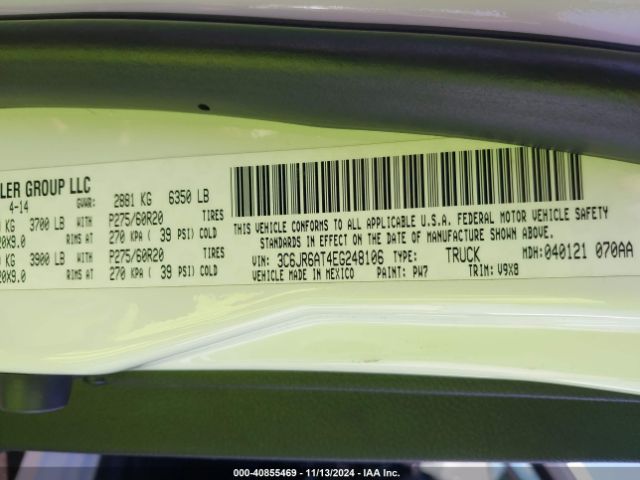 LER GROUP LLC
4-14 GVWR: 2881 KG 6350 LB
KG 3700 LB WITH P275/60R20 TIRES
20X9.0 RIMS AT 270 KPA ( 39 PSI) COLD
KG 3900 LB WITH P275/60R20 TIRES
20X9.0 RIMS AT 270 KPA ( 39 PSI) COLD
THIS VEHICLE CONFORMS TO ALL APPLICABLE U.S.A. FEDERAL MOTOR VEHICLE SAFETY
STANDARDS IN EFFECT ON THE DATE OF MANUFACTURE SHOWN ABOVE.
VIN: 3C6JR6AT4EG248106 TYPE: TRUCK MDH: 040121 070AA
VEHICLE MADE IN MEXICO PAINT: PW7 TRIM: V9X8
000-40855469 - 11/13/2024 - IAA Inc.